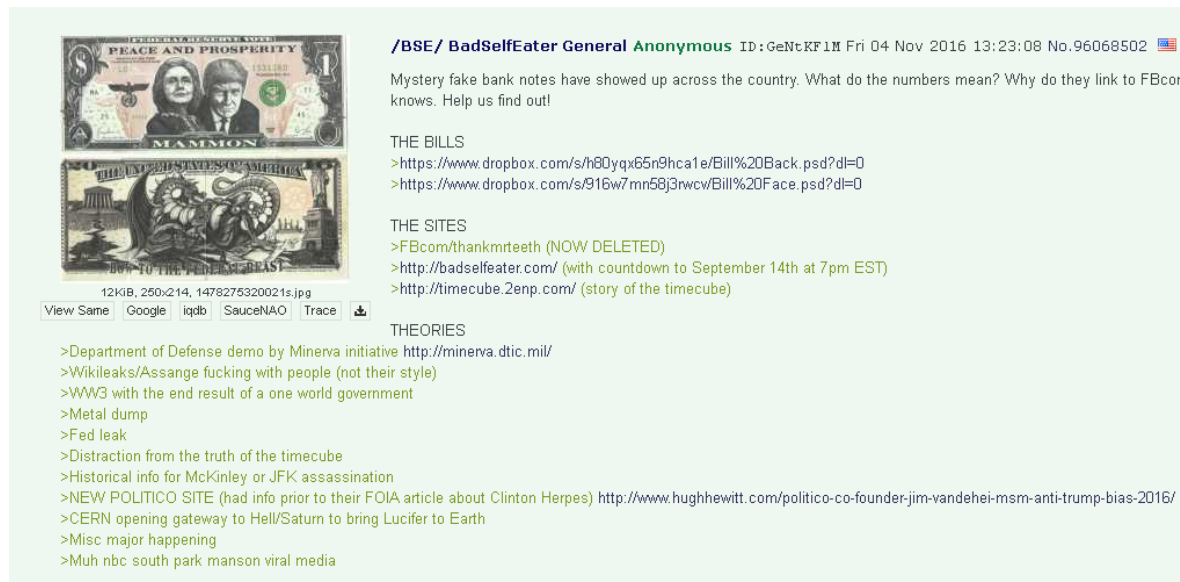 FEDERAL RESERVE NOTE
PEACE AND PROSPERITY
MAMMON
THE UNITED STATES OF AMERICA
BOW TO THE FEDERAL BEAST
12KiB, 250x214, 1478275320021s.jpg
View Same Google iqdb SauceNAO Trace
/BSE/ BadSelfEater General Anonymous ID:GeNtKF1M Fri 04 Nov 2016 13:23:08 No.96068502
Mystery fake bank notes have showed up across the country. What do the numbers mean? Why do they link to FBcor
knows. Help us find out!
THE BILLS
>https://www.dropbox.com/s/h80yqx65n9hca1e/Bill%20Back.psd?dl=0
>https://www.dropbox.com/s/916w7mn58j3rwcv/Bill%20Face.psd?dl=0
THE SITES
>FBcom/thankmrteeth (NOW DELETED)
>http://badselfeater.com/ (with countdown to September 14th at 7pm EST)
>http://timecube.2enp.com/ (story of the timecube)
THEORIES
>Department of Defense demo by Minerva initiative http://minerva.dtic.mil/
>Wikileaks/Assange fucking with people (not their style)
>WW3 with the end result of a one world government
>Metal dump
>Fed leak
>Distraction from the truth of the timecube
>Historical info for McKinley or JFK assassination
>NEW POLITICO SITE (had info prior to their FOIA article about Clinton Herpes) http://www.hughhewitt.com/politico-co-founder-jim-vandehei-msm-anti-trump-bias-2016/
>CERN opening gateway to Hell/Saturn to bring Lucifer to Earth
>Misc major happening
>Muh nbc south park manson viral media